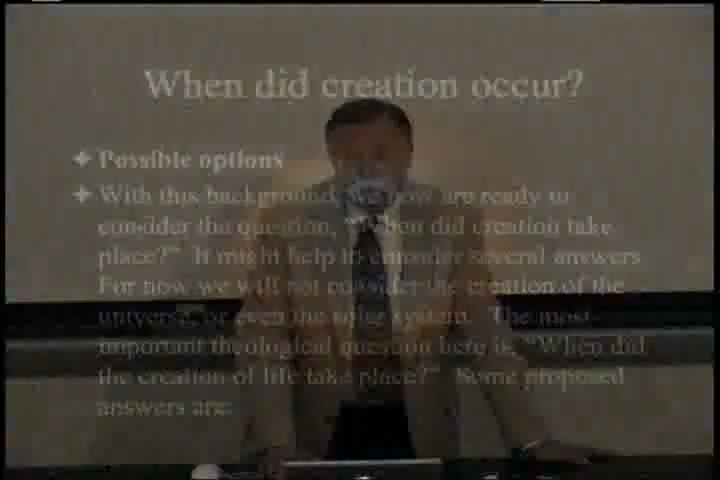 When did creation occur?
✦ Possible options
✦ With this background, we now are ready to
consider the question, "When did creation take
place?" It might help to consider several answers.
For now we will not consider the creation of the
universe, or even the solar system. The most
important theological question here is, "When did
the creation of life take place?" Some proposed
answers are: